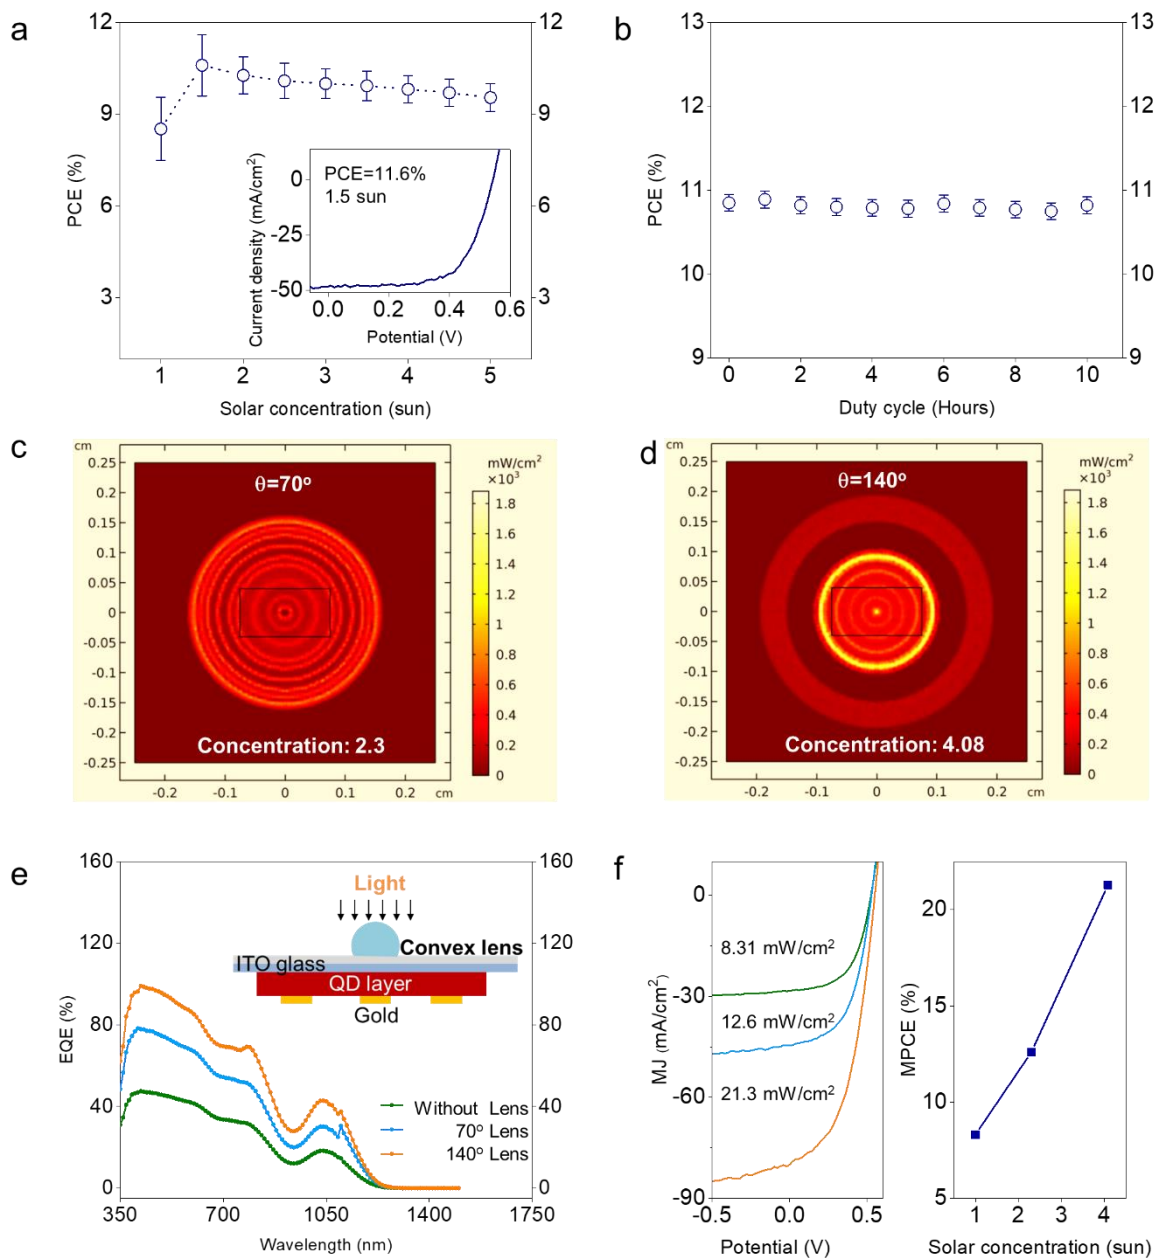 a
12
9
6
3
12
9
6
3
PCE (%)
PCE=11.6%
1.5 sun
Current density (mA/cm²)
0
-25
-50
0.0 0.2 0.4 0.6
Potential (V)
1 2 3 4 5
Solar concentration (sun)
b
13
12
11
10
9
13
12
11
10
9
PCE (%)
0 2 4 6 8 10
Duty cycle (Hours)
c
cm
0.25
0.2
0.15
0.1
0.05
0
-0.05
-0.1
-0.15
-0.2
-0.25
θ=70°
Concentration: 2.3
-0.2 -0.1 0 0.1 0.2 cm
mW/cm²
×10³
1.8
1.6
1.4
1.2
1
0.8
0.6
0.4
0.2
0
d
cm
0.25
0.2
0.15
0.1
0.05
0
-0.05
-0.1
-0.15
-0.2
-0.25
θ=140°
Concentration: 4.08
-0.2 -0.1 0 0.1 0.2 cm
mW/cm²
×10³
1.8
1.6
1.4
1.2
1
0.8
0.6
0.4
0.2
0
e
160
120
80
40
0
160
120
80
40
0
EQE (%)
Light
Convex lens
ITO glass
QD layer
Gold
Without Lens
70° Lens
140° Lens
350 700 1050 1400 1750
Wavelength (nm)
f
0
-30
-60
-90
MJ (mA/cm²)
8.31 mW/cm²
12.6 mW/cm²
21.3 mW/cm²
-0.5 0.0 0.5
Potential (V)
20
15
10
5
MPCE (%)
1 2 3 4
Solar concentration (sun)